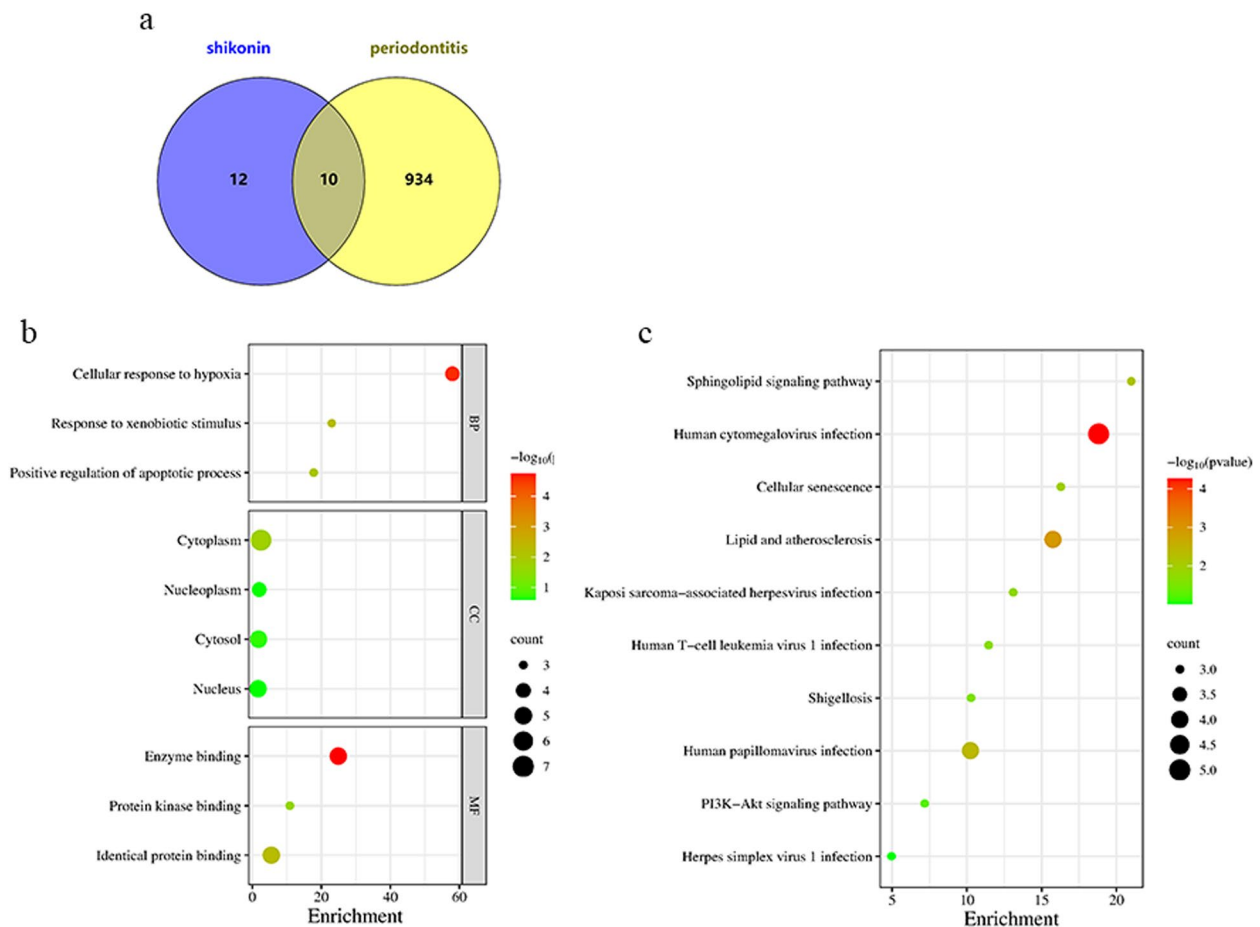 a
shikonin periodontitis
12 10 934
b
Cellular response to hypoxia
Response to xenobiotic stimulus
Positive regulation of apoptotic process
BP
Cytoplasm
Nucleoplasm
Cytosol
Nucleus
CC
Enzyme binding
Protein kinase binding
Identical protein binding
MF
0 20 40 60
Enrichment
−log10(
4
3
2
1
count
3
4
5
6
7
c
Sphingolipid signaling pathway
Human cytomegalovirus infection
Cellular senescence
Lipid and atherosclerosis
Kaposi sarcoma−associated herpesvirus infection
Human T−cell leukemia virus 1 infection
Shigellosis
Human papillomavirus infection
PI3K−Akt signaling pathway
Herpes simplex virus 1 infection
5 10 15 20
Enrichment
−log10(pvalue)
4
3
2
count
3.0
3.5
4.0
4.5
5.0